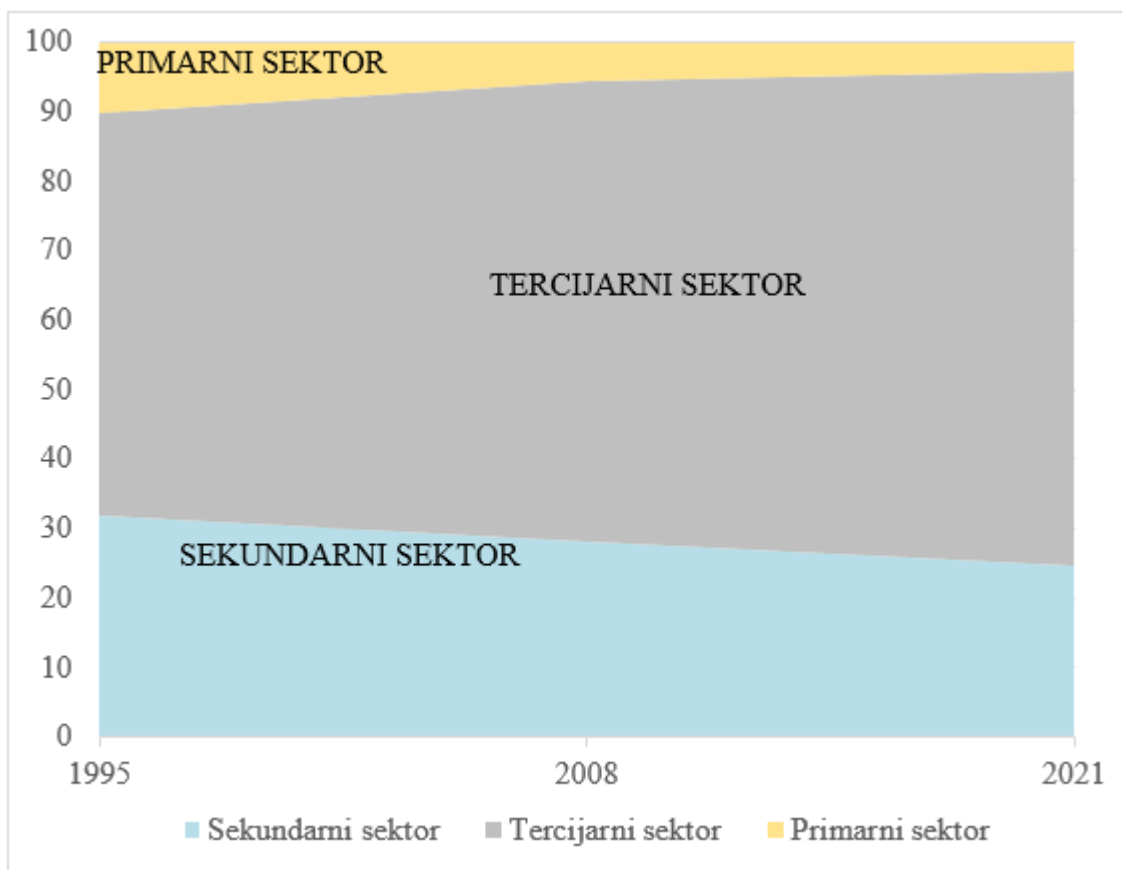 100
PRIMARNI SEKTOR
90
80
70
TERCIJARNI SEKTOR
60
50
40
30
SEKUNDARNI SEKTOR
20
10
0
1995 2008 2021
Sekundarni sektor Tercijarni sektor Primarni sektor